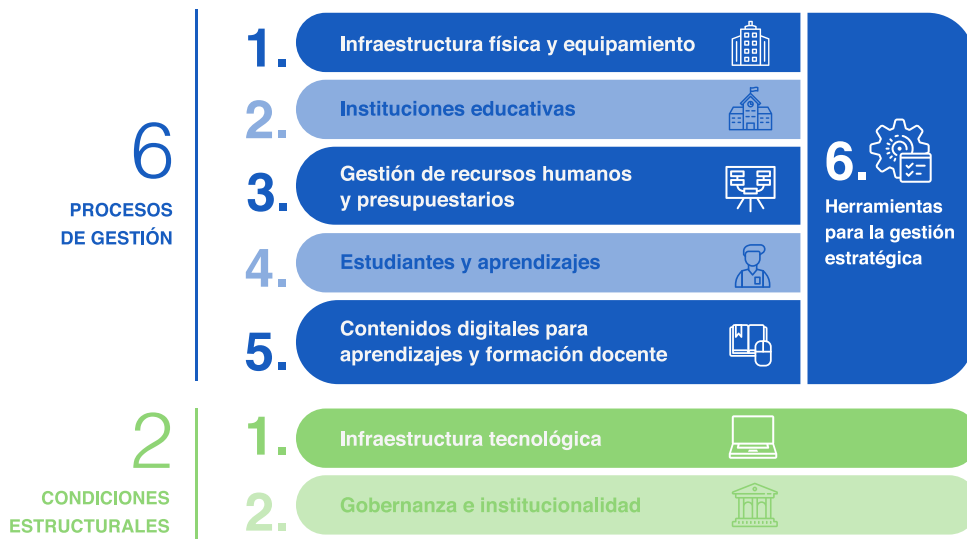 6
PROCESOS
DE GESTIÓN
1.
Infraestructura física y equipamiento
2.
Instituciones educativas
3.
Gestión de recursos humanos
y presupuestarios
4.
Estudiantes y aprendizajes
5.
Contenidos digitales para
aprendizajes y formación docente
6.
Herramientas
para la gestión
estratégica
2
CONDICIONES
ESTRUCTURALES
1.
Infraestructura tecnológica
2.
Gobernanza e institucionalidad